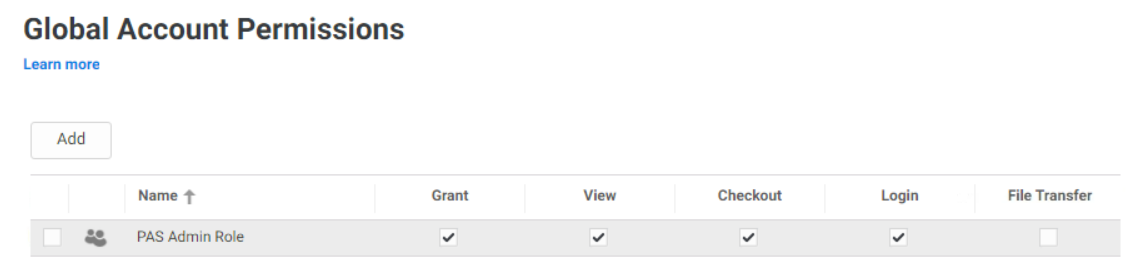 Global Account Permissions
Learn more
Add
Name Grant View Checkout Login File Transfer
PAS Admin Role